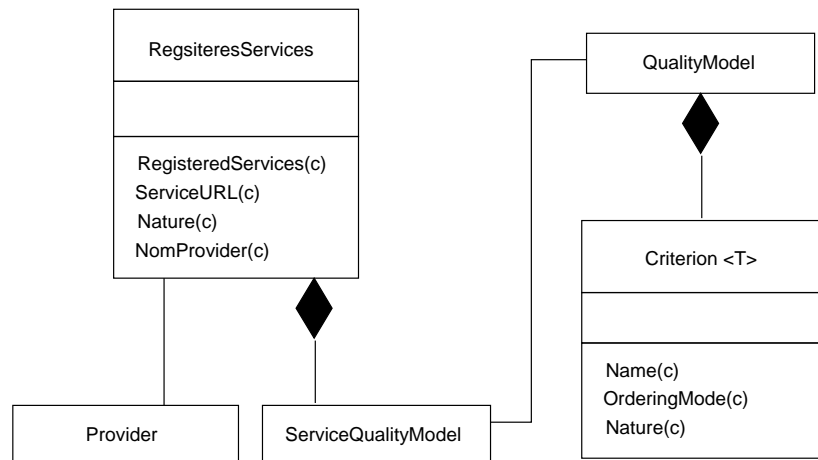 RegsiteresServices
RegisteredServices(c)
ServiceURL(c)
Nature(c)
NomProvider(c)
Provider
ServiceQualityModel
QualityModel
Criterion <T>
Name(c)
OrderingMode(c)
Nature(c)